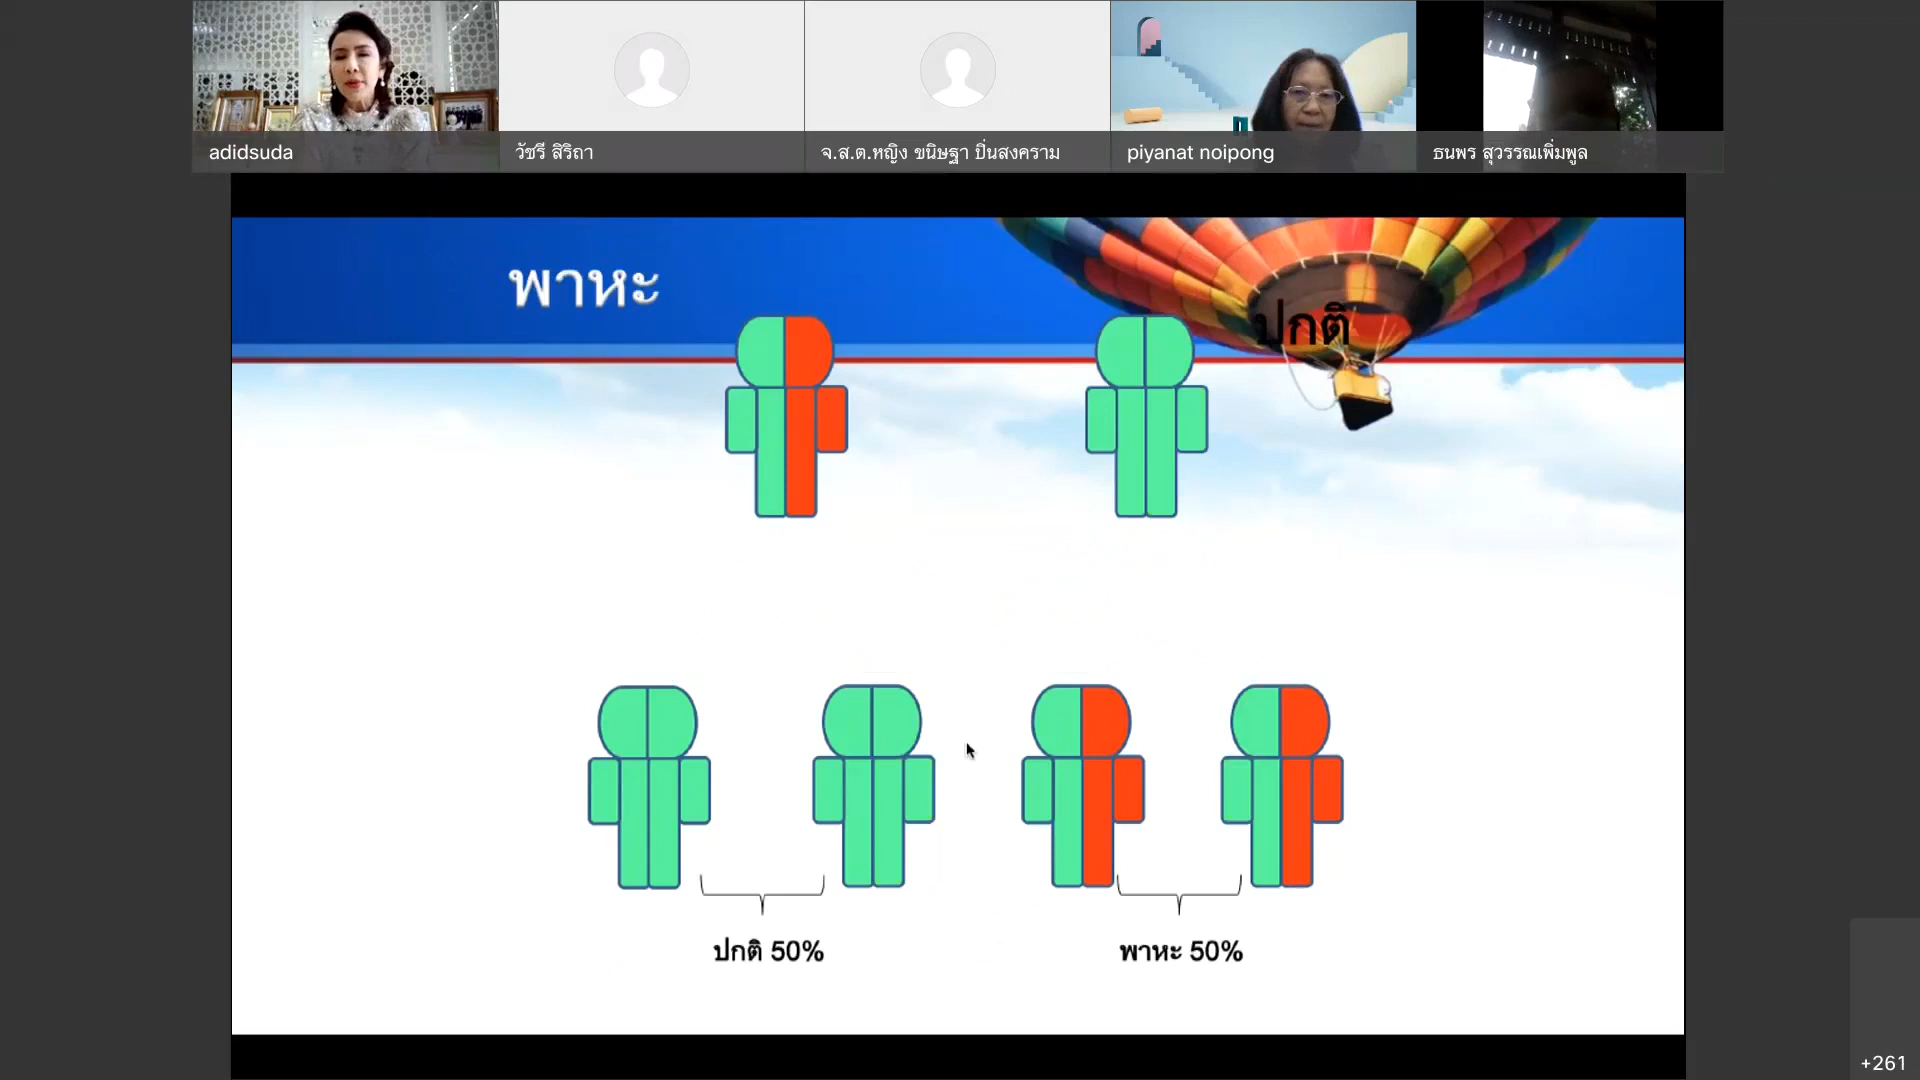 adidsuda
วัชรี สิริถา
จ.ส.ต.หญิง ขนิษฐา ปิ่นสงคราม
piyanat noipong
ธนพร สุวรรณเพิ่มพูล
พาหะ
ปกติ
ปกติ 50%
พาหะ 50%
+261